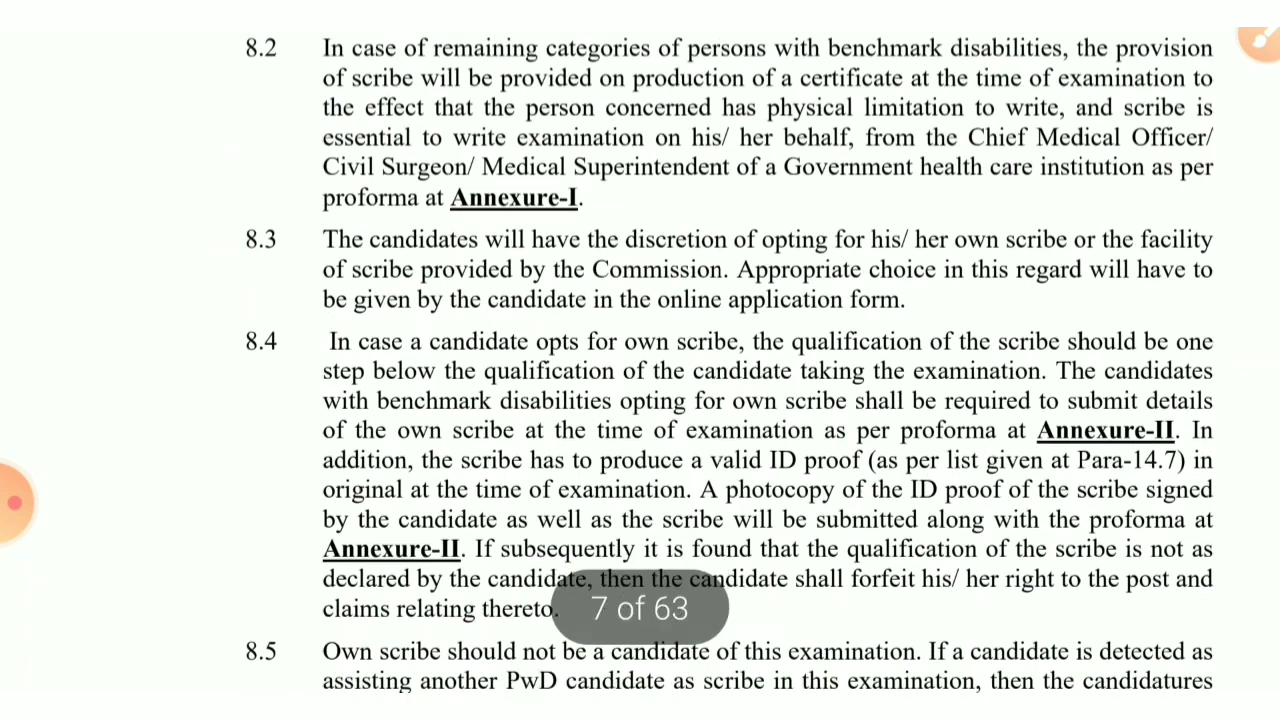 8.2 In case of remaining categories of persons with benchmark disabilities, the provision
of scribe will be provided on production of a certificate at the time of examination to
the effect that the person concerned has physical limitation to write, and scribe is
essential to write examination on his/ her behalf, from the Chief Medical Officer/
Civil Surgeon/ Medical Superintendent of a Government health care institution as per
proforma at Annexure-I.
8.3 The candidates will have the discretion of opting for his/ her own scribe or the facility
of scribe provided by the Commission. Appropriate choice in this regard will have to
be given by the candidate in the online application form.
8.4 In case a candidate opts for own scribe, the qualification of the scribe should be one
step below the qualification of the candidate taking the examination. The candidates
with benchmark disabilities opting for own scribe shall be required to submit details
of the own scribe at the time of examination as per proforma at Annexure-II. In
addition, the scribe has to produce a valid ID proof (as per list given at Para-14.7) in
original at the time of examination. A photocopy of the ID proof of the scribe signed
by the candidate as well as the scribe will be submitted along with the proforma at
Annexure-II. If subsequently it is found that the qualification of the scribe is not as
declared by the candidate, then the candidate shall forfeit his/ her right to the post and
claims relating thereto.
7 of 63
8.5 Own scribe should not be a candidate of this examination. If a candidate is detected as
assisting another PwD candidate as scribe in this examination, then the candidatures